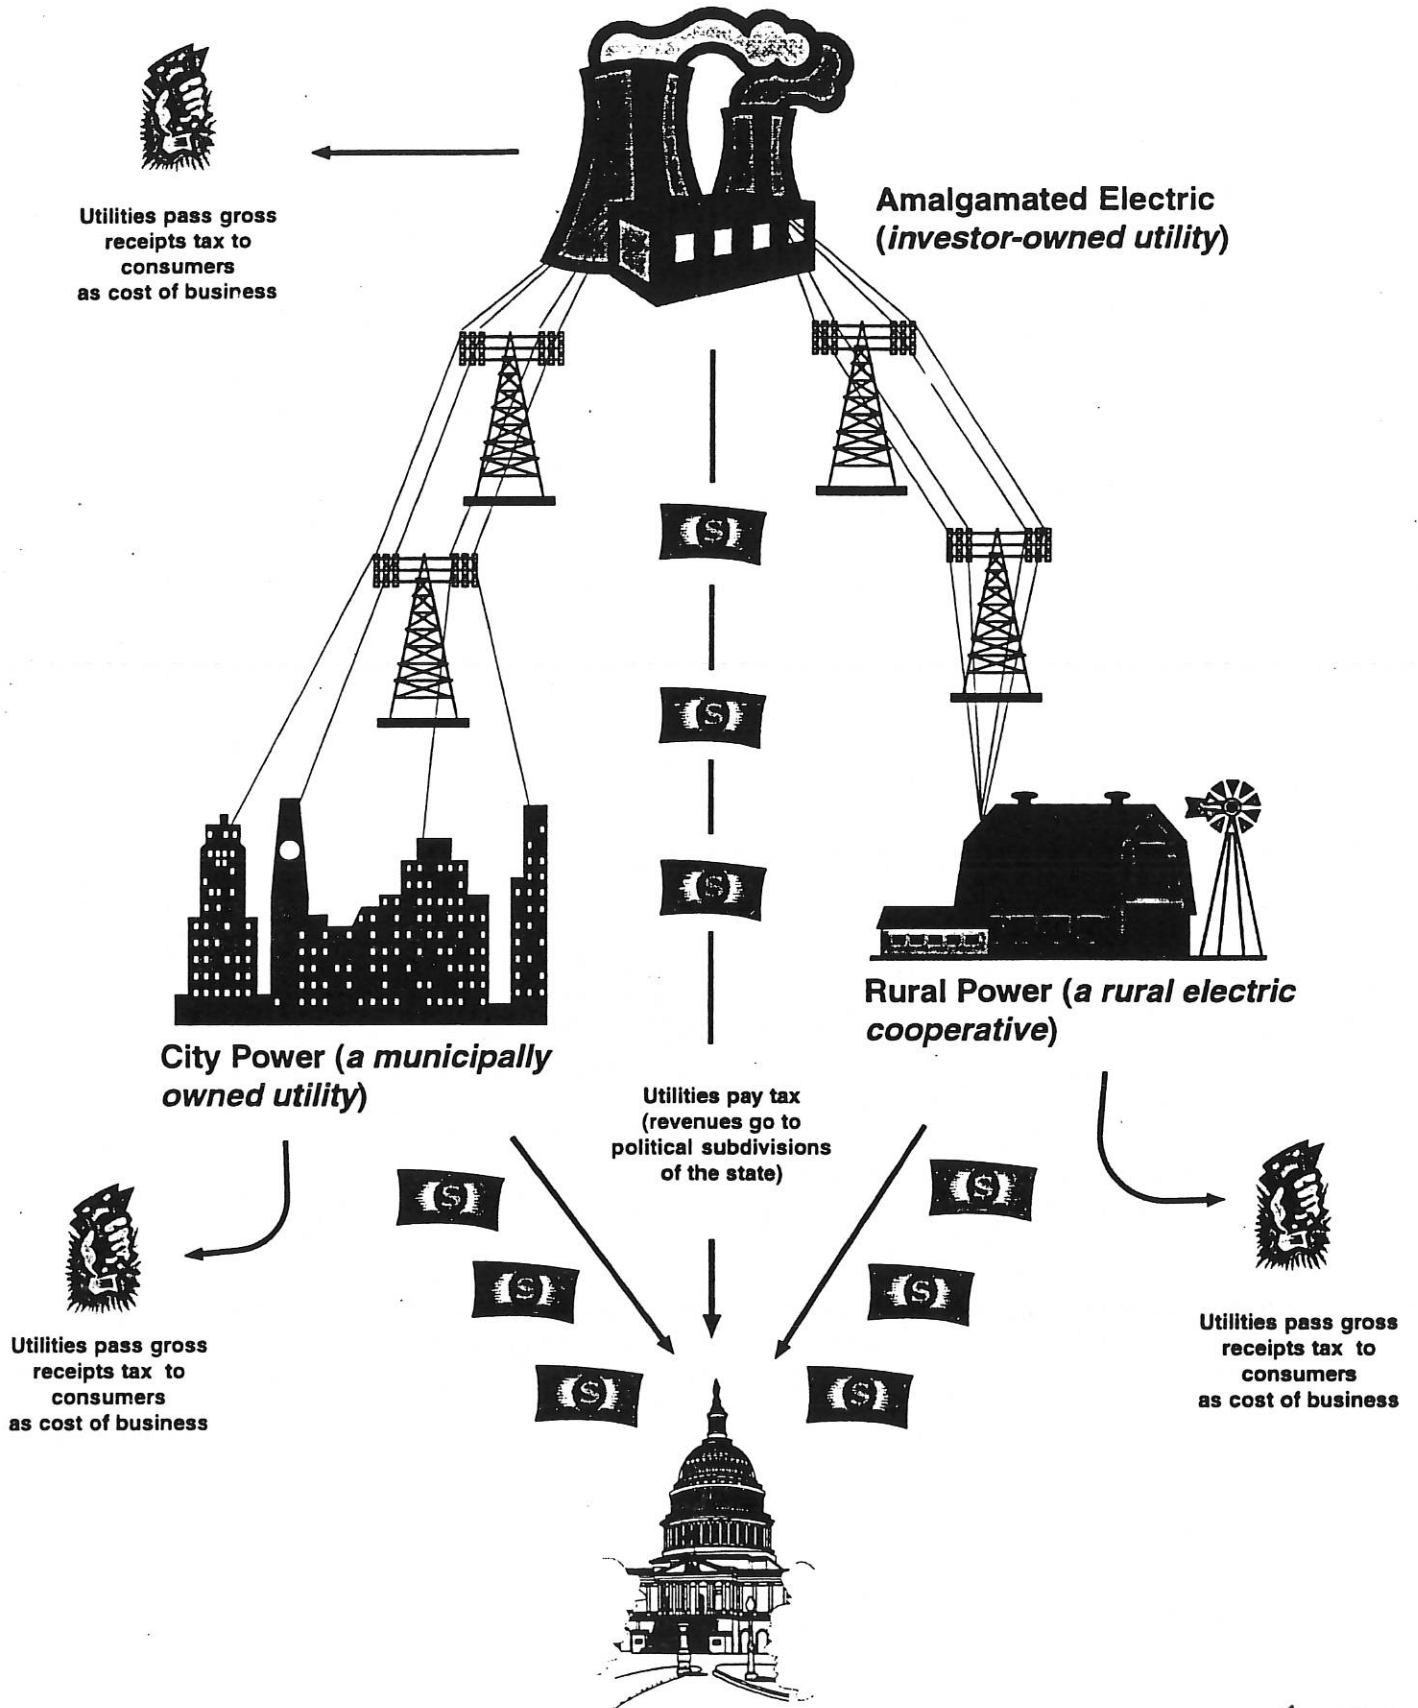 Utilities pass gross
receipts tax to
consumers
as cost of business
Amalgamated Electric
(investor-owned utility)
Rural Power (a rural electric
cooperative)
City Power (a municipally
owned utility)
Utilities pay tax
(revenues go to
political subdivisions
of the state)
Utilities pass gross
receipts tax to
consumers
as cost of business
Utilities pass gross
receipts tax to
consumers
as cost of business